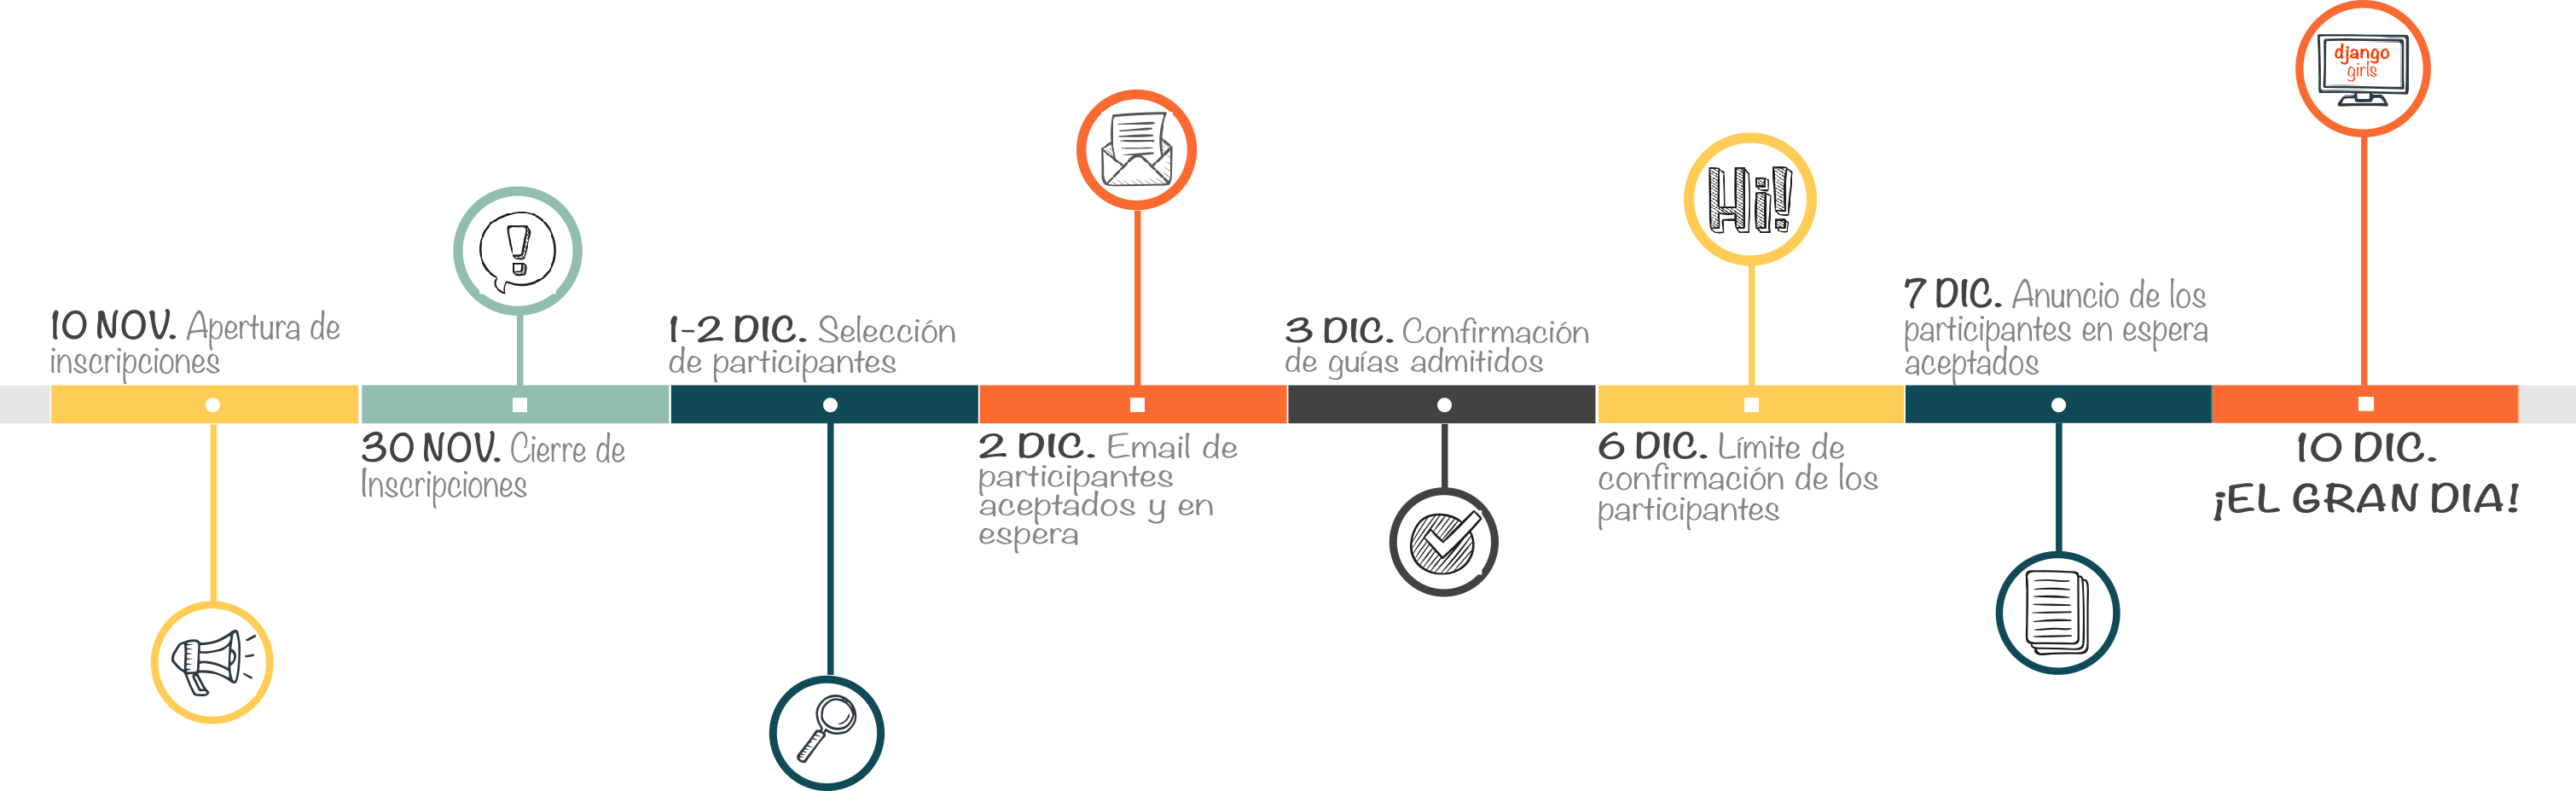 10 NOV. Apertura de
inscripciones
30 NOV. Cierre de
Inscripciones
1-2 DIC. Selección
de participantes
2 DIC. Email de
participantes
aceptados y en
espera
3 DIC. Confirmación
de guías admitidos
Hi!
6 DIC. Límite de
confirmación de los
participantes
7 DIC. Anuncio de los
participantes en espera
aceptados
django
girls
10 DIC.
¡EL GRAN DIA!